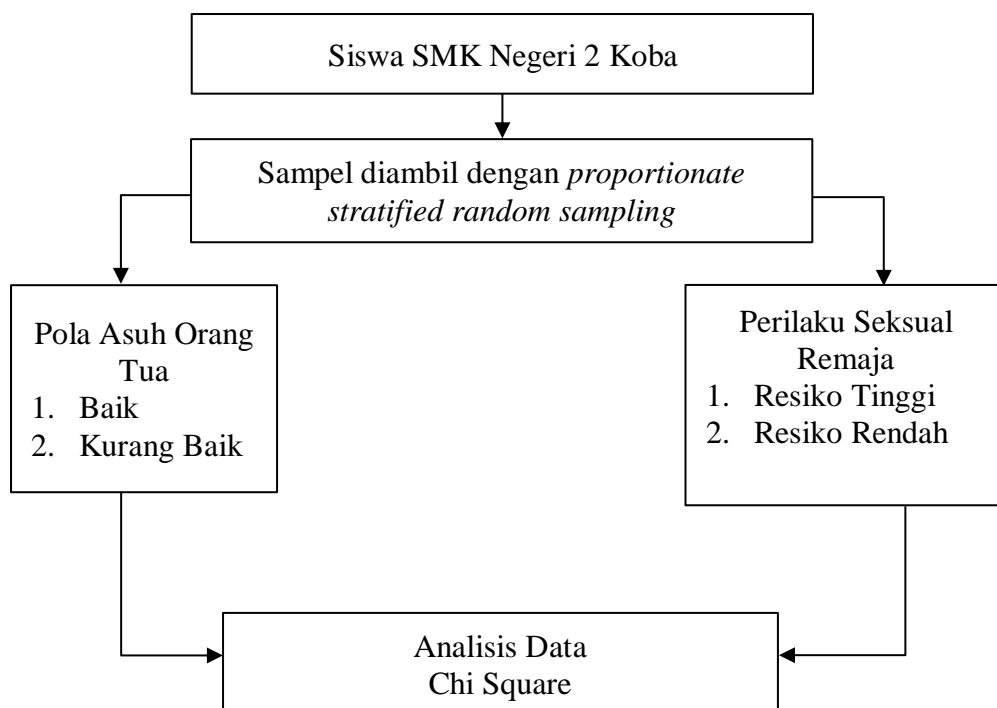 Siswa SMK Negeri 2 Koba
Sampel diambil dengan proportionate
stratified random sampling
Pola Asuh Orang
Tua
1. Baik
2. Kurang Baik
Perilaku Seksual
Remaja
1. Resiko Tinggi
2. Resiko Rendah
Analisis Data
Chi Square